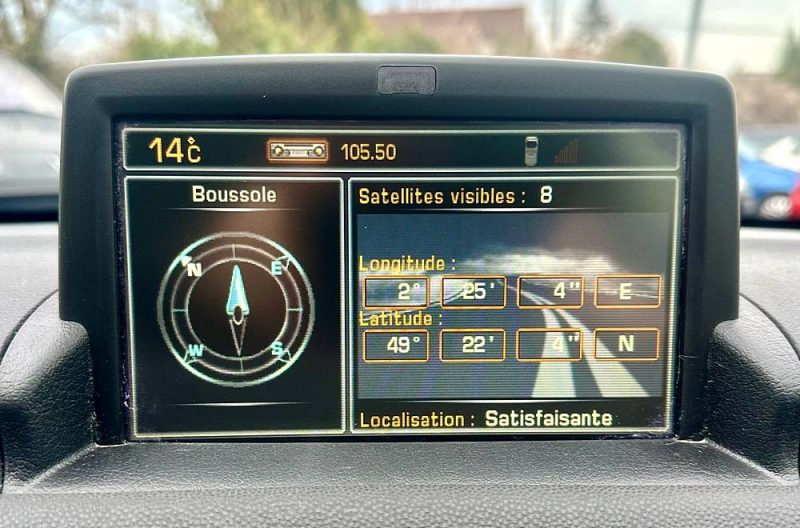 14°C 105.50
Boussole
N E
W S
Satellites visibles : 8
Longitude :
2° 25' 4" E
Latitude :
49° 22' 4" N
Localisation : Satisfaisante